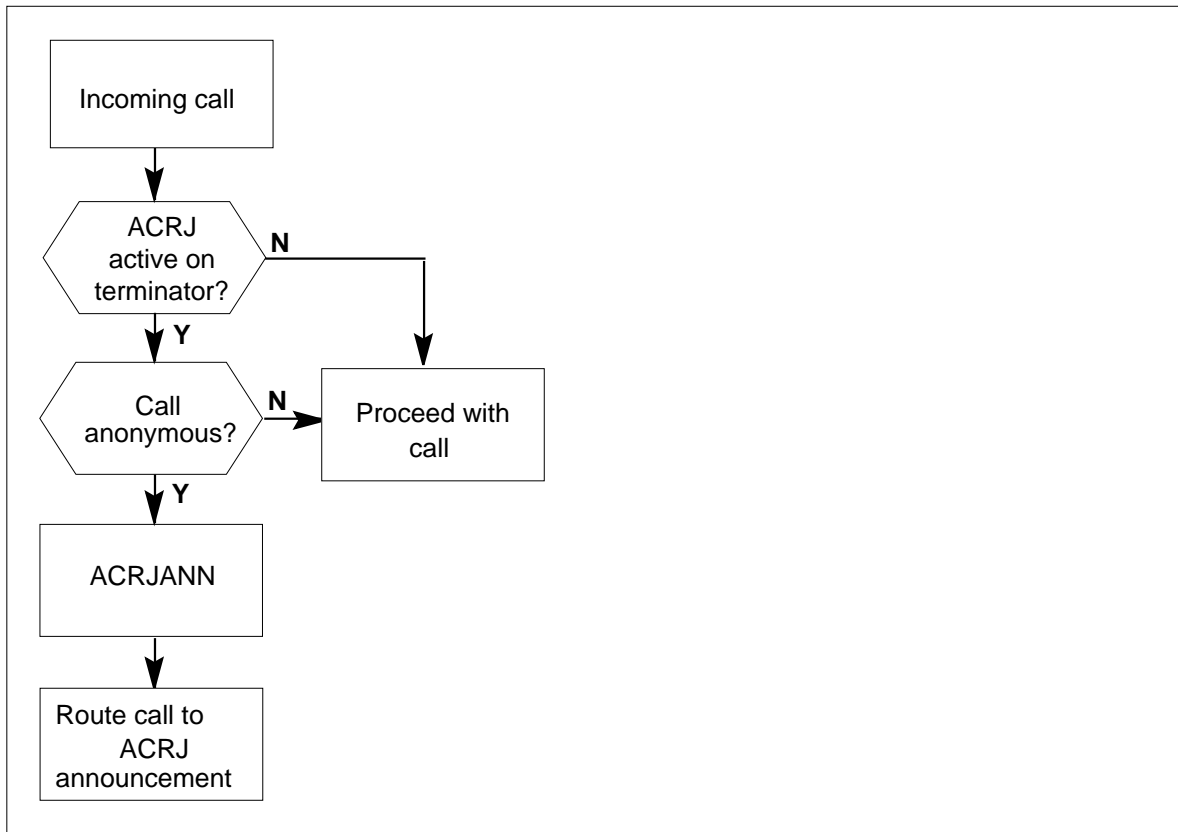 Incoming call
ACRJ
active on
terminator?
N
Y
Call
anonymous?
N
Proceed with
call
Y
ACRJANN
Route call to
ACRJ
announcement